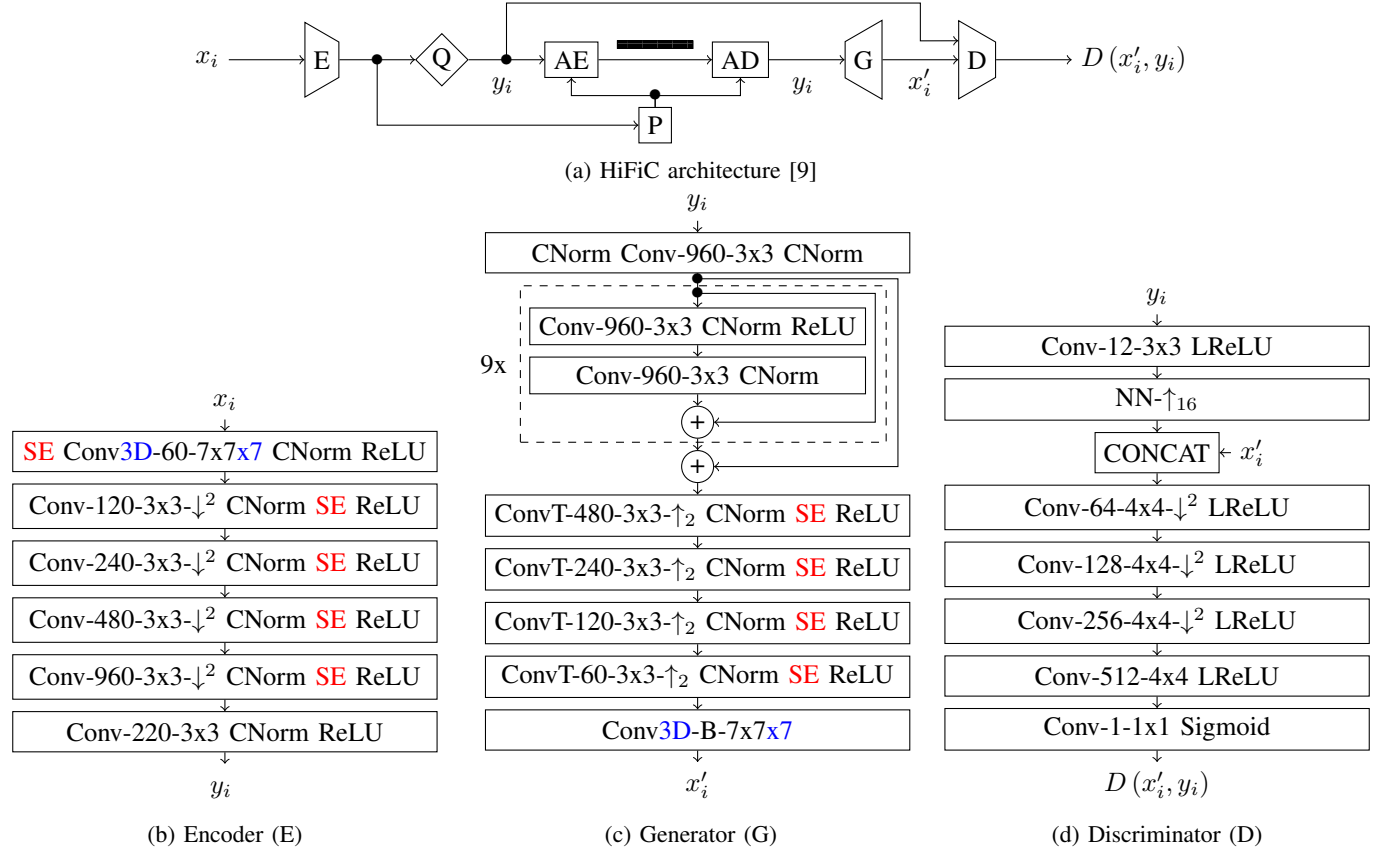 x_i E Q y_i AE AD y_i G x′_i D D (x′_i, y_i)
P
(a) HiFiC architecture [9]
y_i
CNorm Conv-960-3x3 CNorm
9x
Conv-960-3x3 CNorm ReLU
Conv-960-3x3 CNorm
+
+
ConvT-480-3x3-↑₂ CNorm SE ReLU
ConvT-240-3x3-↑₂ CNorm SE ReLU
ConvT-120-3x3-↑₂ CNorm SE ReLU
ConvT-60-3x3-↑₂ CNorm SE ReLU
Conv3D-B-7x7x7
x′_i
x_i
SE Conv3D-60-7x7x7 CNorm ReLU
Conv-120-3x3-↓² CNorm SE ReLU
Conv-240-3x3-↓² CNorm SE ReLU
Conv-480-3x3-↓² CNorm SE ReLU
Conv-960-3x3-↓² CNorm SE ReLU
Conv-220-3x3 CNorm ReLU
y_i
y_i
Conv-12-3x3 LReLU
NN-↑₁₆
CONCAT x′_i
Conv-64-4x4-↓² LReLU
Conv-128-4x4-↓² LReLU
Conv-256-4x4-↓² LReLU
Conv-512-4x4 LReLU
Conv-1-1x1 Sigmoid
D (x′_i, y_i)
(b) Encoder (E)
(c) Generator (G)
(d) Discriminator (D)